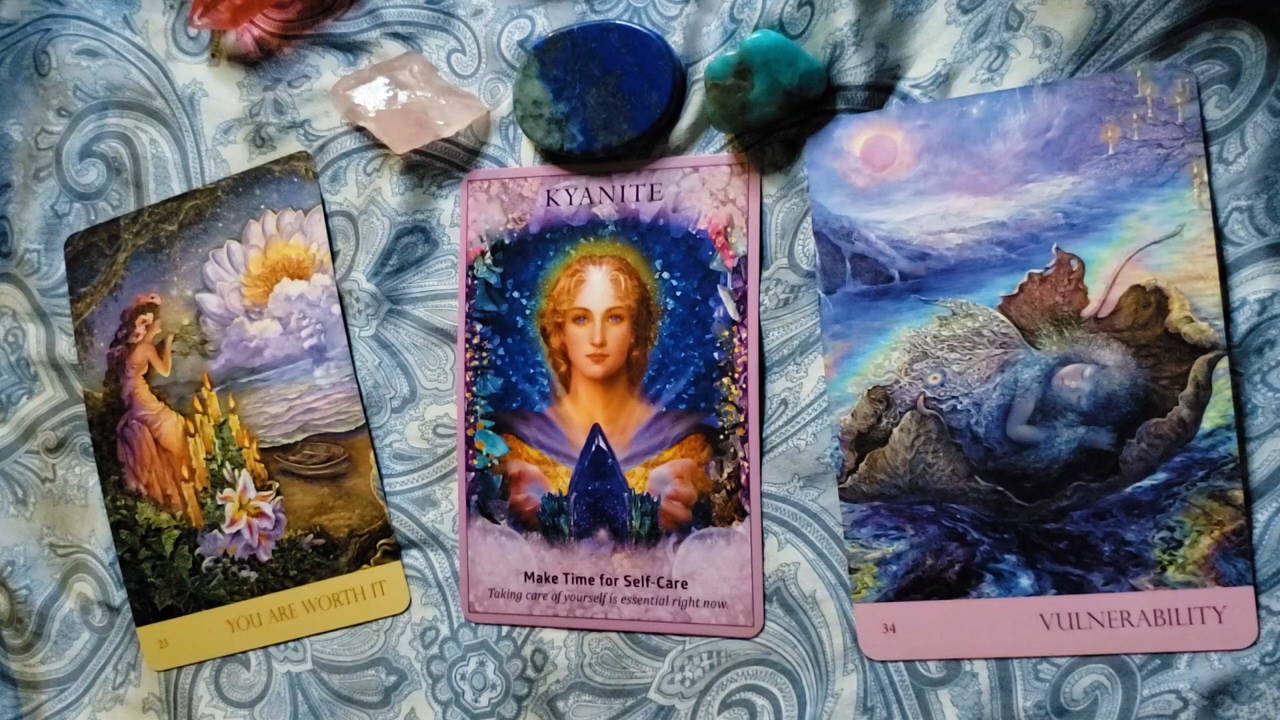 23
YOU ARE WORTH IT
KYANITE
Make Time for Self-Care
Taking care of yourself is essential right now.
34
VULNERABILITY